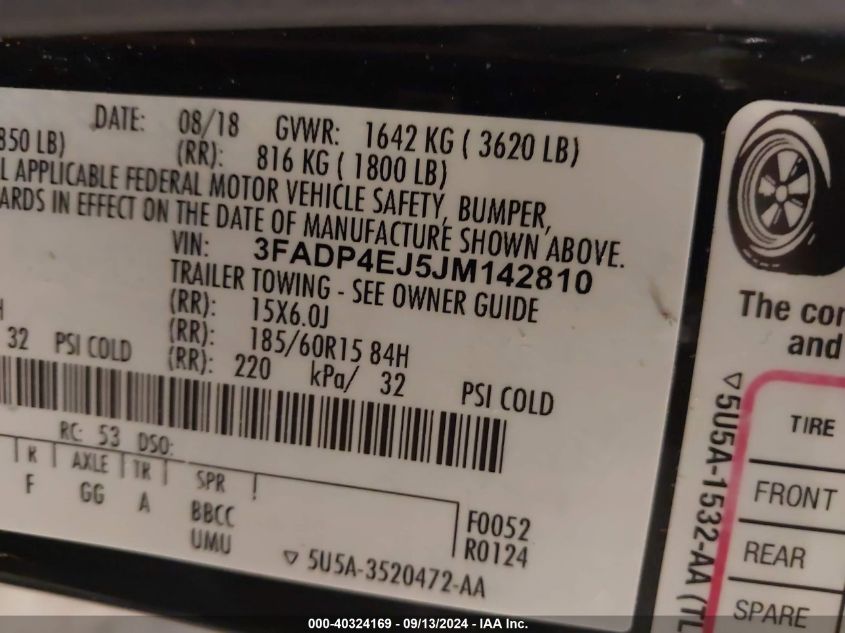 DATE: 08/18 GVWR: 1642 KG ( 3620 LB)
850 LB) (RR): 816 KG ( 1800 LB)
L APPLICABLE FEDERAL MOTOR VEHICLE SAFETY, BUMPER,
ARDS IN EFFECT ON THE DATE OF MANUFACTURE SHOWN ABOVE.
VIN: 3FADP4EJ5JM142810
TRAILER TOWING - SEE OWNER GUIDE
(RR): 15X6.0J
H (RR): 185/60R15 84H
32 PSI COLD (RR): 220 kPa/ 32 PSI COLD
RC: 53 DSO:
R AXLE TR SPR
F GG A BBCC
UMU
F0052
R0124
▽ 5U5A-3520472-AA
The con
and
▽5U5A-1532-AA (TL
TIRE
FRONT
REAR
SPARE
000-40324169 - 09/13/2024 - IAA Inc.